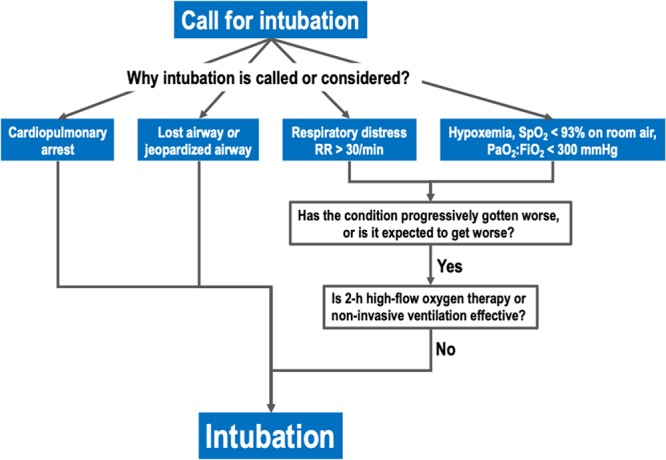 Call for intubation
Why intubation is called or considered?
Cardiopulmonary
arrest
Lost airway or
jeopardized airway
Respiratory distress
RR > 30/min
Hypoxemia, SpO₂ < 93% on room air,
PaO₂:FiO₂ < 300 mmHg
Has the condition progressively gotten worse,
or is it expected to get worse?
Yes
Is 2-h high-flow oxygen therapy or
non-invasive ventilation effective?
No
Intubation